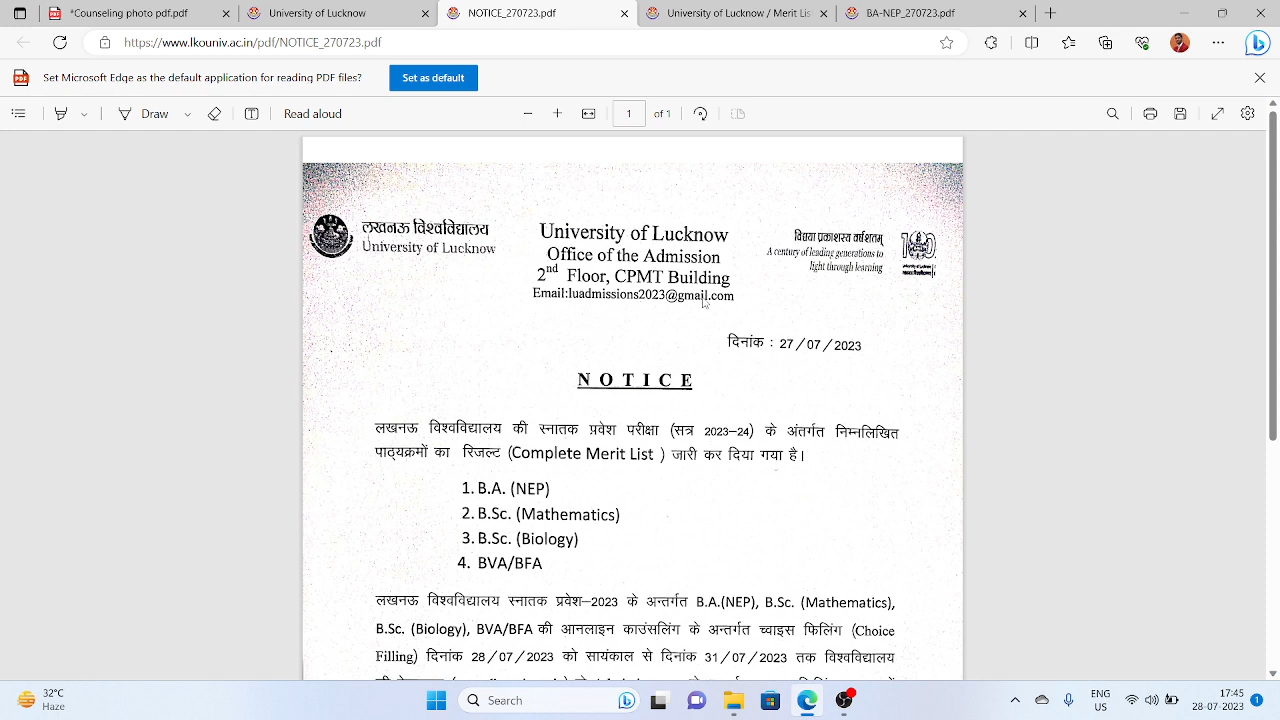 *Counseling photo pdf.pdf
University of Lucknow
NOTICE_270723.pdf
University of Lucknow / Merit Lis
BA-NEP_270723.pdf
https://www.lkouniv.ac.in/pdf/NOTICE_270723.pdf
Set Microsoft Edge as the default application for reading PDF files?
Set as default
Draw
Read aloud
1 of 1
लखनऊ विश्वविद्यालय
University of Lucknow
University of Lucknow
Office of the Admission
2nd Floor, CPMT Building
Email:luadmissions2023@gmail.com
A century of leading generations to
light through learning
दिनांक : 27/07/2023
NOTICE
लखनऊ विश्वविद्यालय की स्नातक प्रवेश परीक्षा (सत्र 2023–24) के अंतर्गत निम्नलिखित
पाठ्यक्रमों का रिजल्ट (Complete Merit List ) जारी कर दिया गया है।
1. B.A. (NEP)
2. B.Sc. (Mathematics)
3. B.Sc. (Biology)
4. BVA/BFA
लखनऊ विश्वविद्यालय स्नातक प्रवेश–2023 के अन्तर्गत B.A.(NEP), B.Sc. (Mathematics),
B.Sc. (Biology), BVA/BFA की आनलाइन काउंसलिंग के अन्तर्गत च्वाइस फिलिंग (Choice
Filling) दिनांक 28/07/2023 को सायंकाल से दिनांक 31/07/2023 तक विश्वविद्यालय
32°C
Haze
Search
ENG
US
17:45
28-07-2023
1